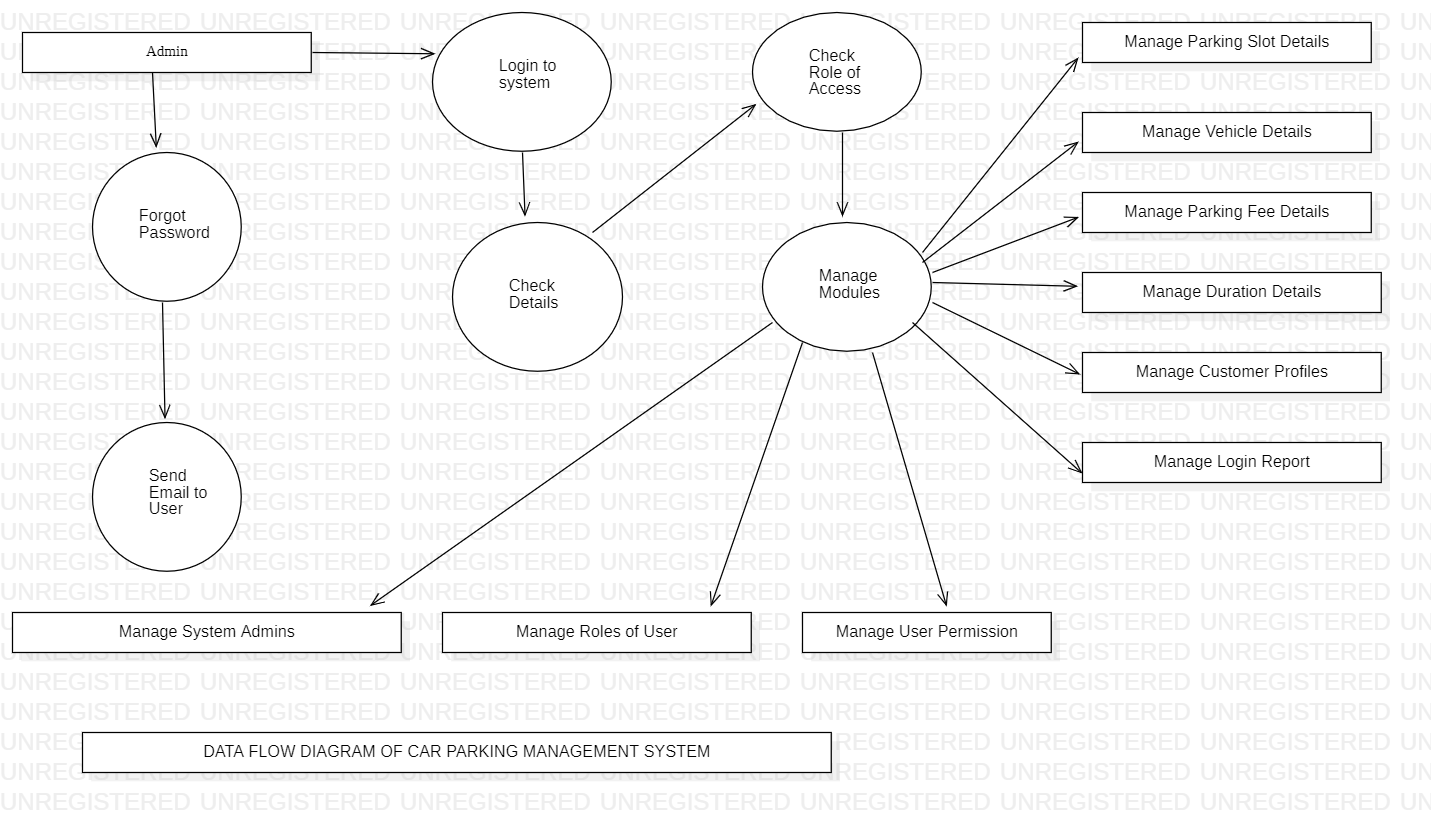 Admin
Login to
system
Check
Role of
Access
Manage Parking Slot Details
Manage Vehicle Details
Forgot
Password
Manage Parking Fee Details
Check
Details
Manage
Modules
Manage Duration Details
Manage Customer Profiles
Manage Login Report
Send
Email to
User
Manage System Admins
Manage Roles of User
Manage User Permission
DATA FLOW DIAGRAM OF CAR PARKING MANAGEMENT SYSTEM
UNREGISTERED